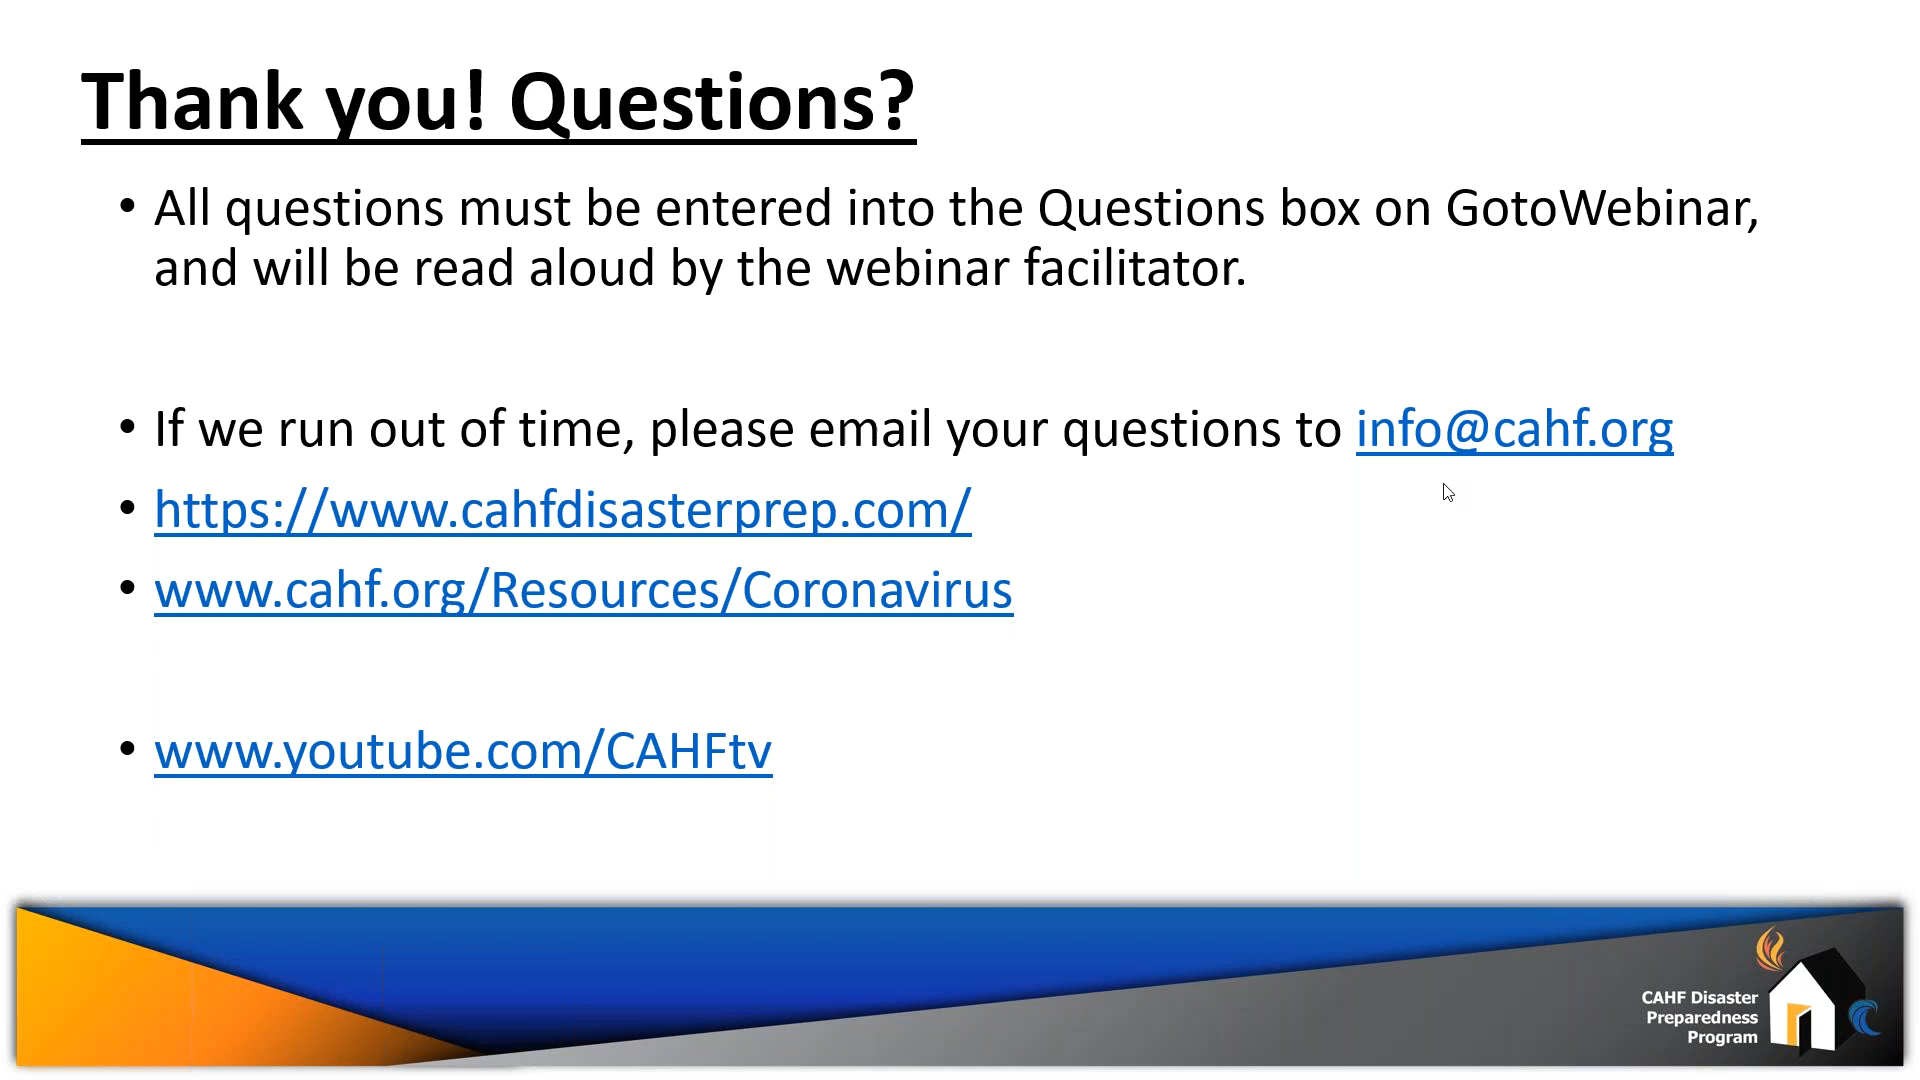 Thank you! Questions?
• All questions must be entered into the Questions box on GotoWebinar,
and will be read aloud by the webinar facilitator.
• If we run out of time, please email your questions to info@cahf.org
• https://www.cahfdisasterprep.com/
• www.cahf.org/Resources/Coronavirus
• www.youtube.com/CAHFtv
CAHF Disaster
Preparedness
Program